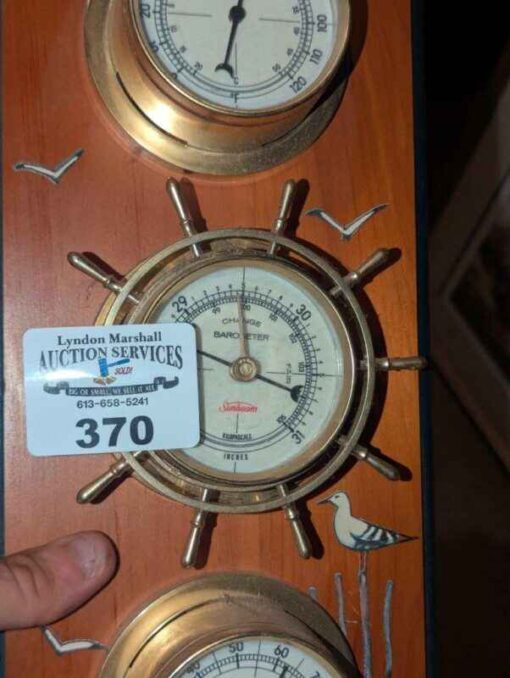 100
110
120
°F
Lyndon Marshall
AUCTION SERVICES
SOLD!
BIG OR SMALL, WE SELL IT ALL
613-658-5241
370
29
30
31
CHANGE
BAROMETER
Sunbeam
KILOPASCALS
INCHES
50
60